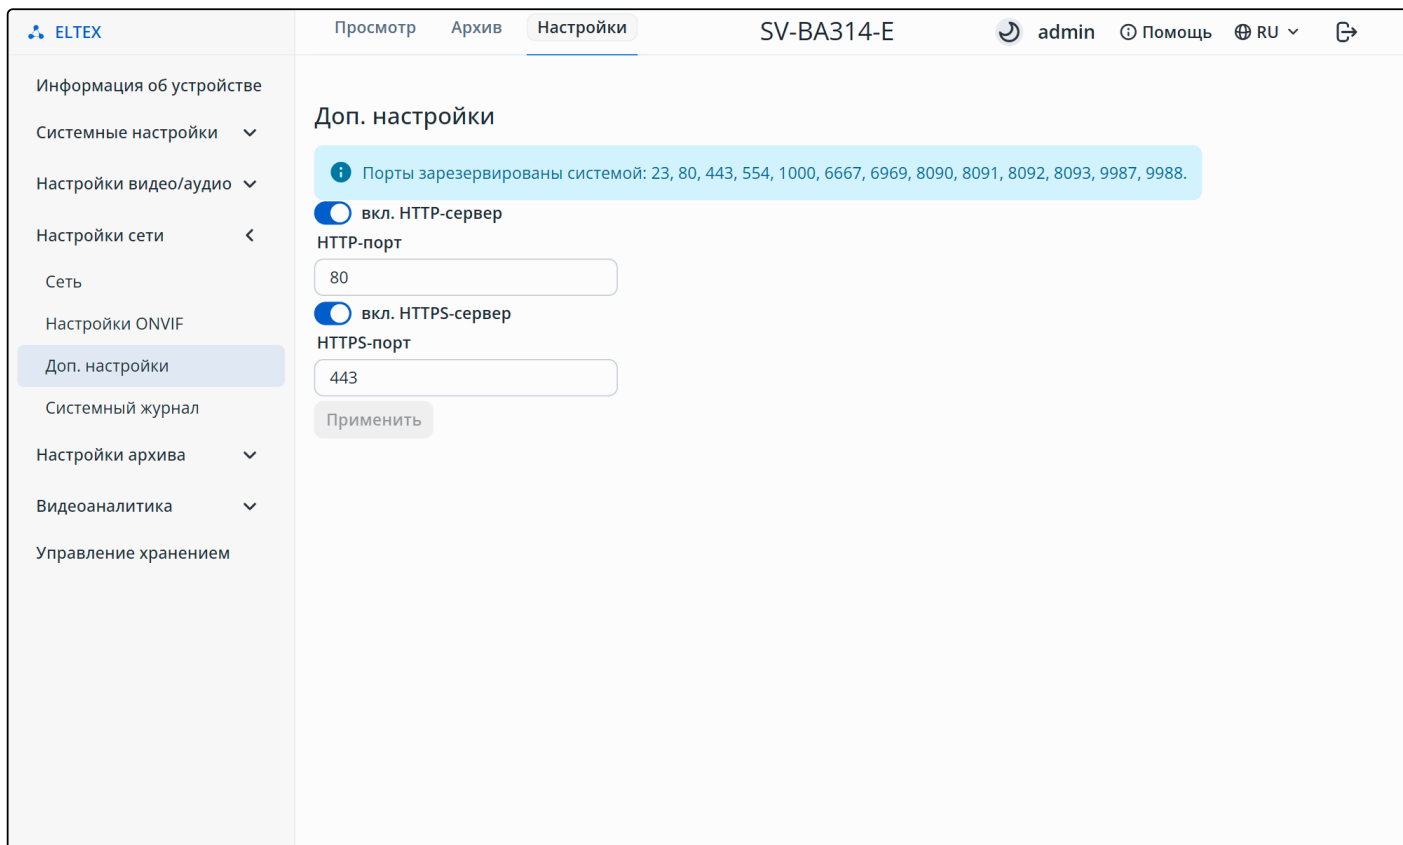 ELTEX
Просмотр Архив Настройки SV-BA314-E admin Помощь RU
Информация об устройстве
Системные настройки
Настройки видео/аудио
Настройки сети
Сеть
Настройки ONVIF
Доп. настройки
Системный журнал
Настройки архива
Видеоаналитика
Управление хранением
Доп. настройки
Порты зарезервированы системой: 23, 80, 443, 554, 1000, 6667, 6969, 8090, 8091, 8092, 8093, 9987, 9988.
вкл. HTTP-сервер
HTTP-порт
80
вкл. HTTPS-сервер
HTTPS-порт
443
Применить